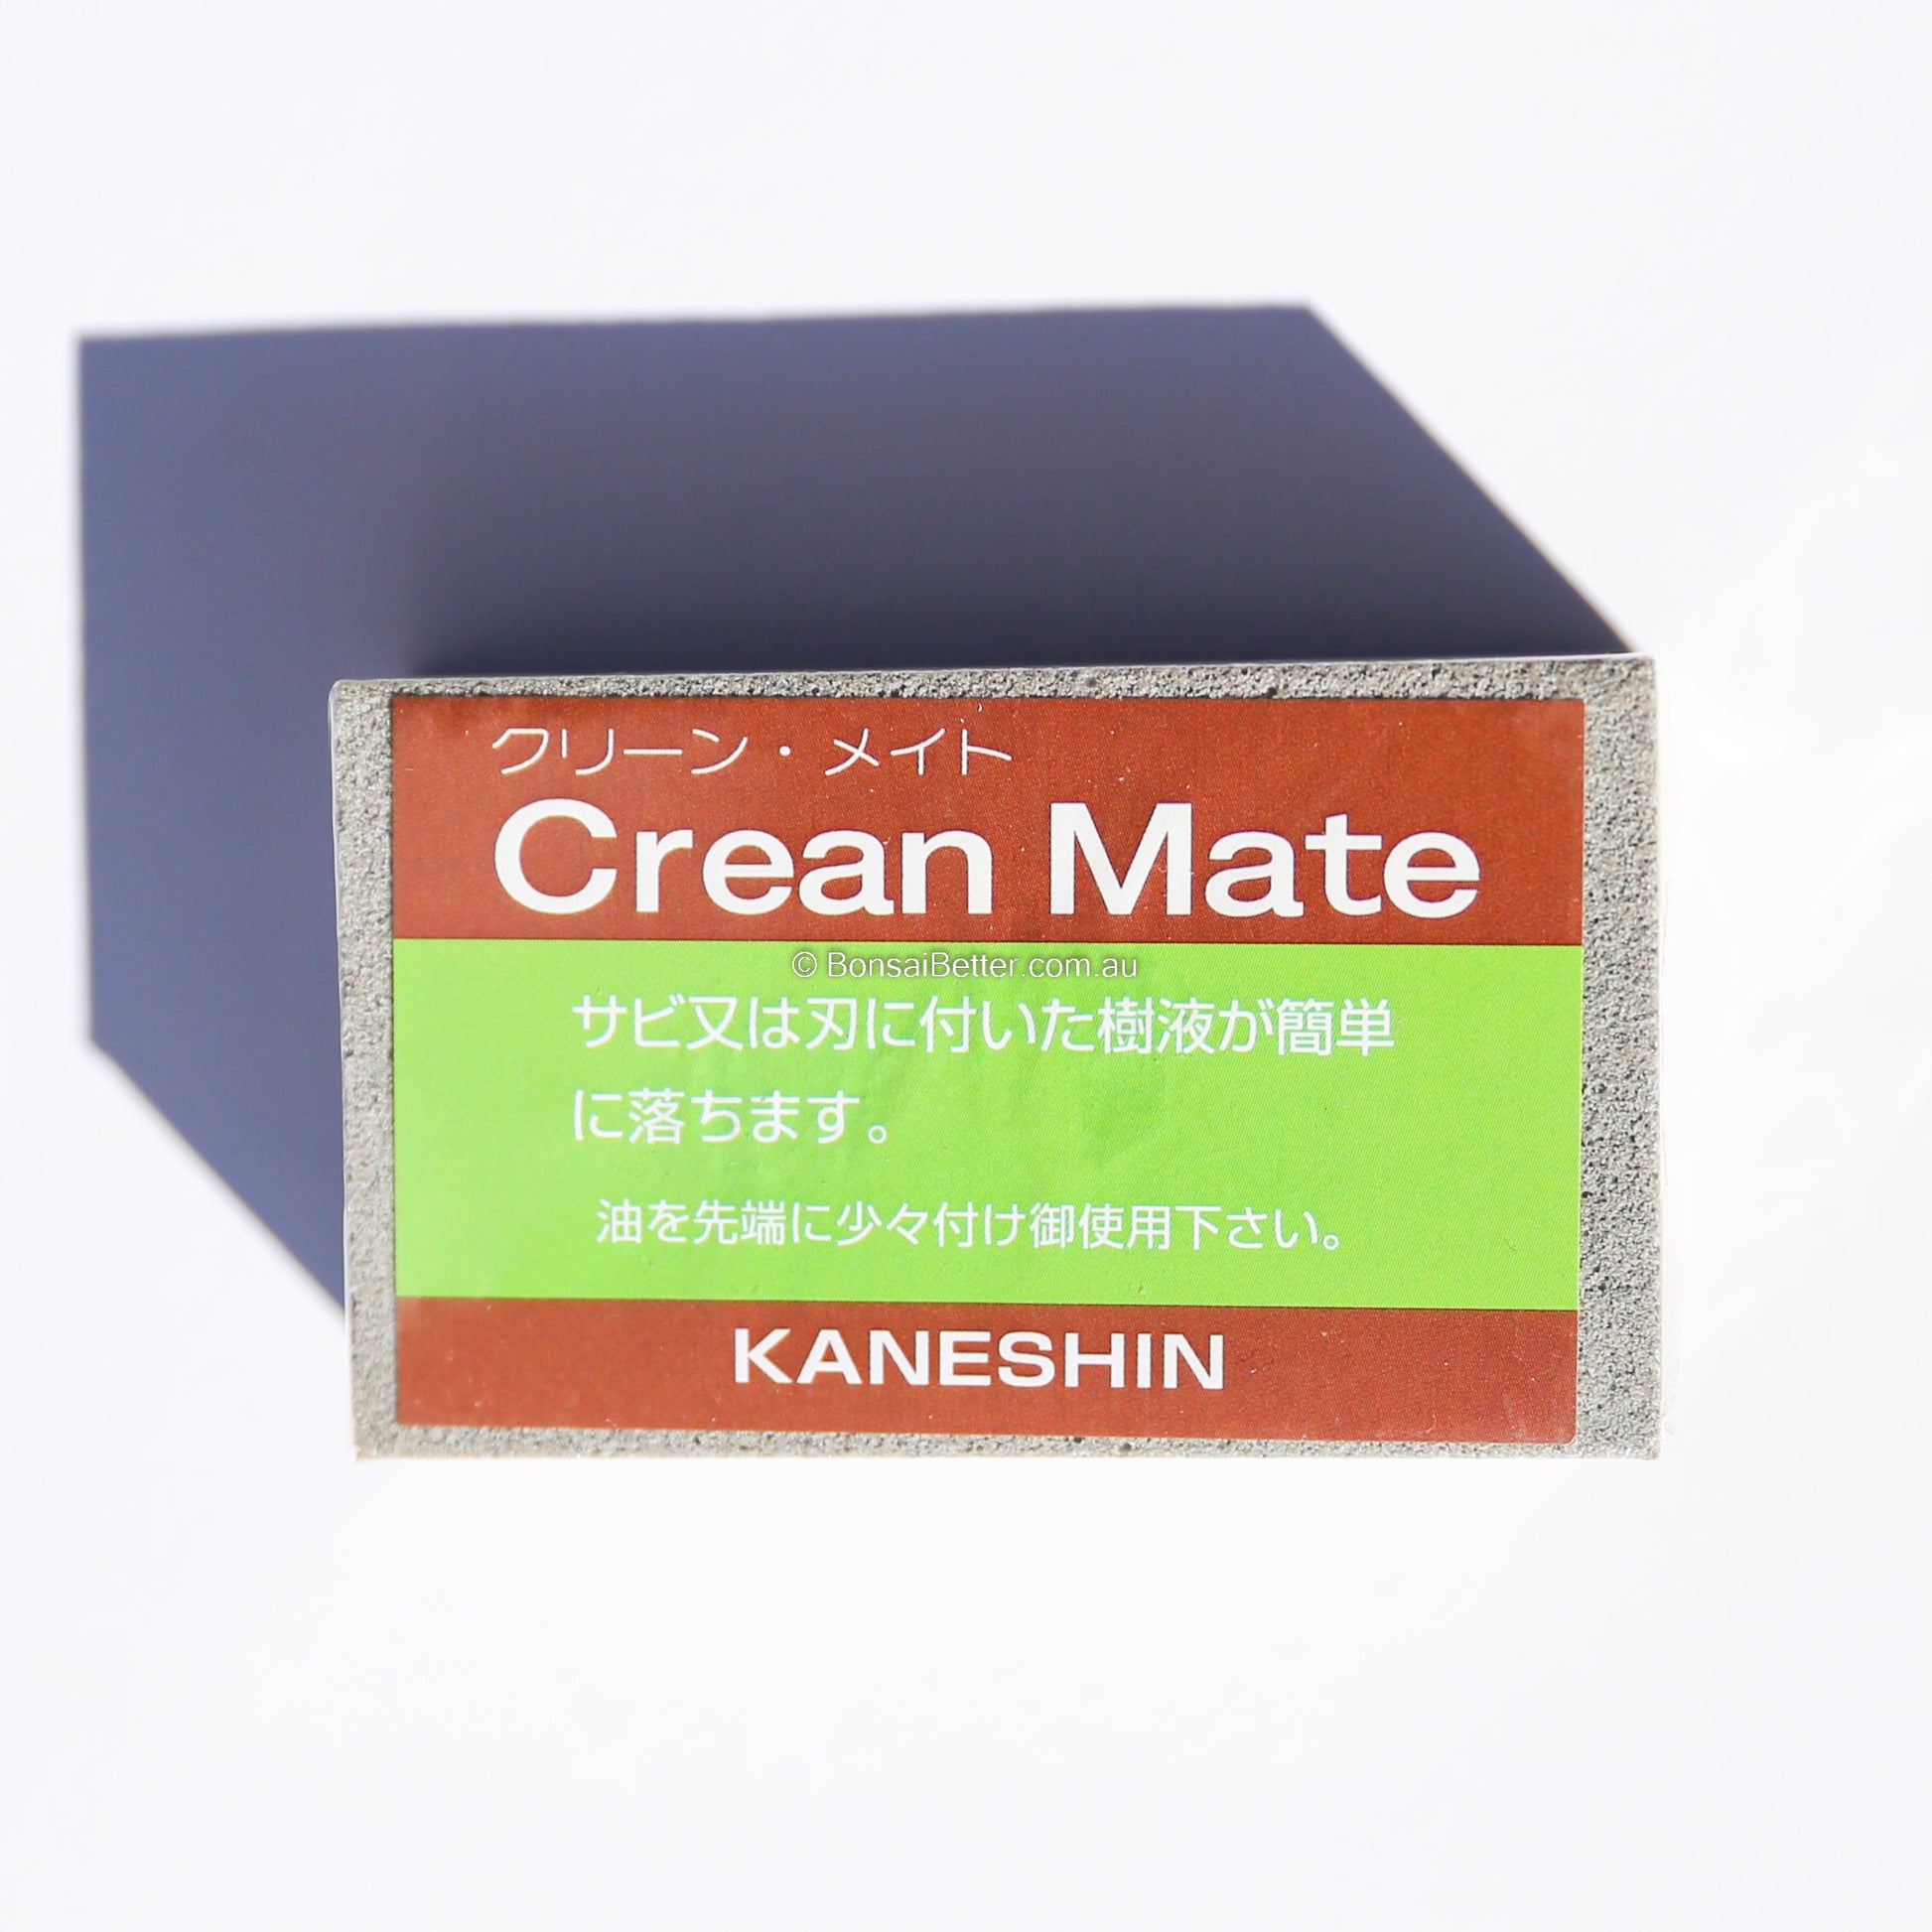 クリーン・メイト
Crean Mate
© BonsaiBetter.com.au
サビ又は刃に付いた樹液が簡単
に落ちます。
油を先端に少々付け御使用下さい。
KANESHIN